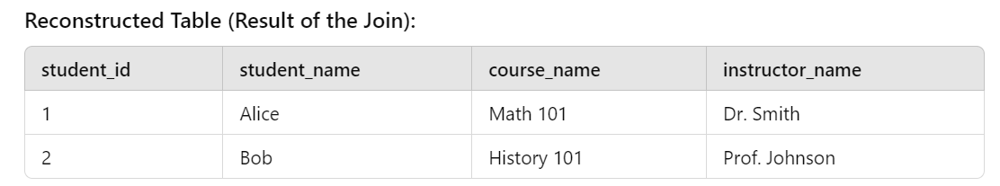 Reconstructed Table (Result of the Join):
student_id student_name course_name instructor_name
1 Alice Math 101 Dr. Smith
2 Bob History 101 Prof. Johnson